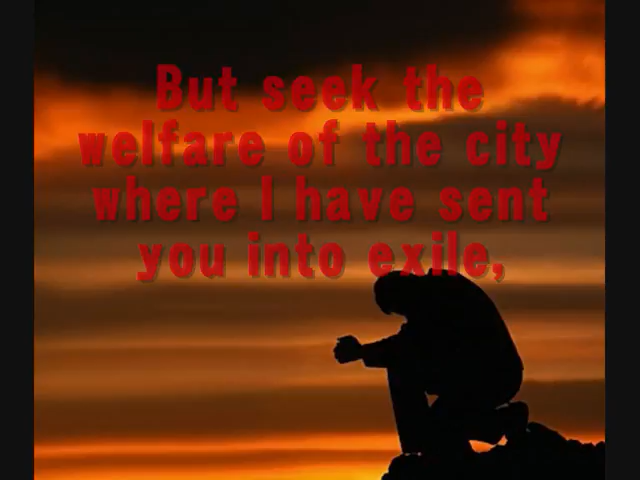 But seek the
welfare of the city
where I have sent
you into exile,